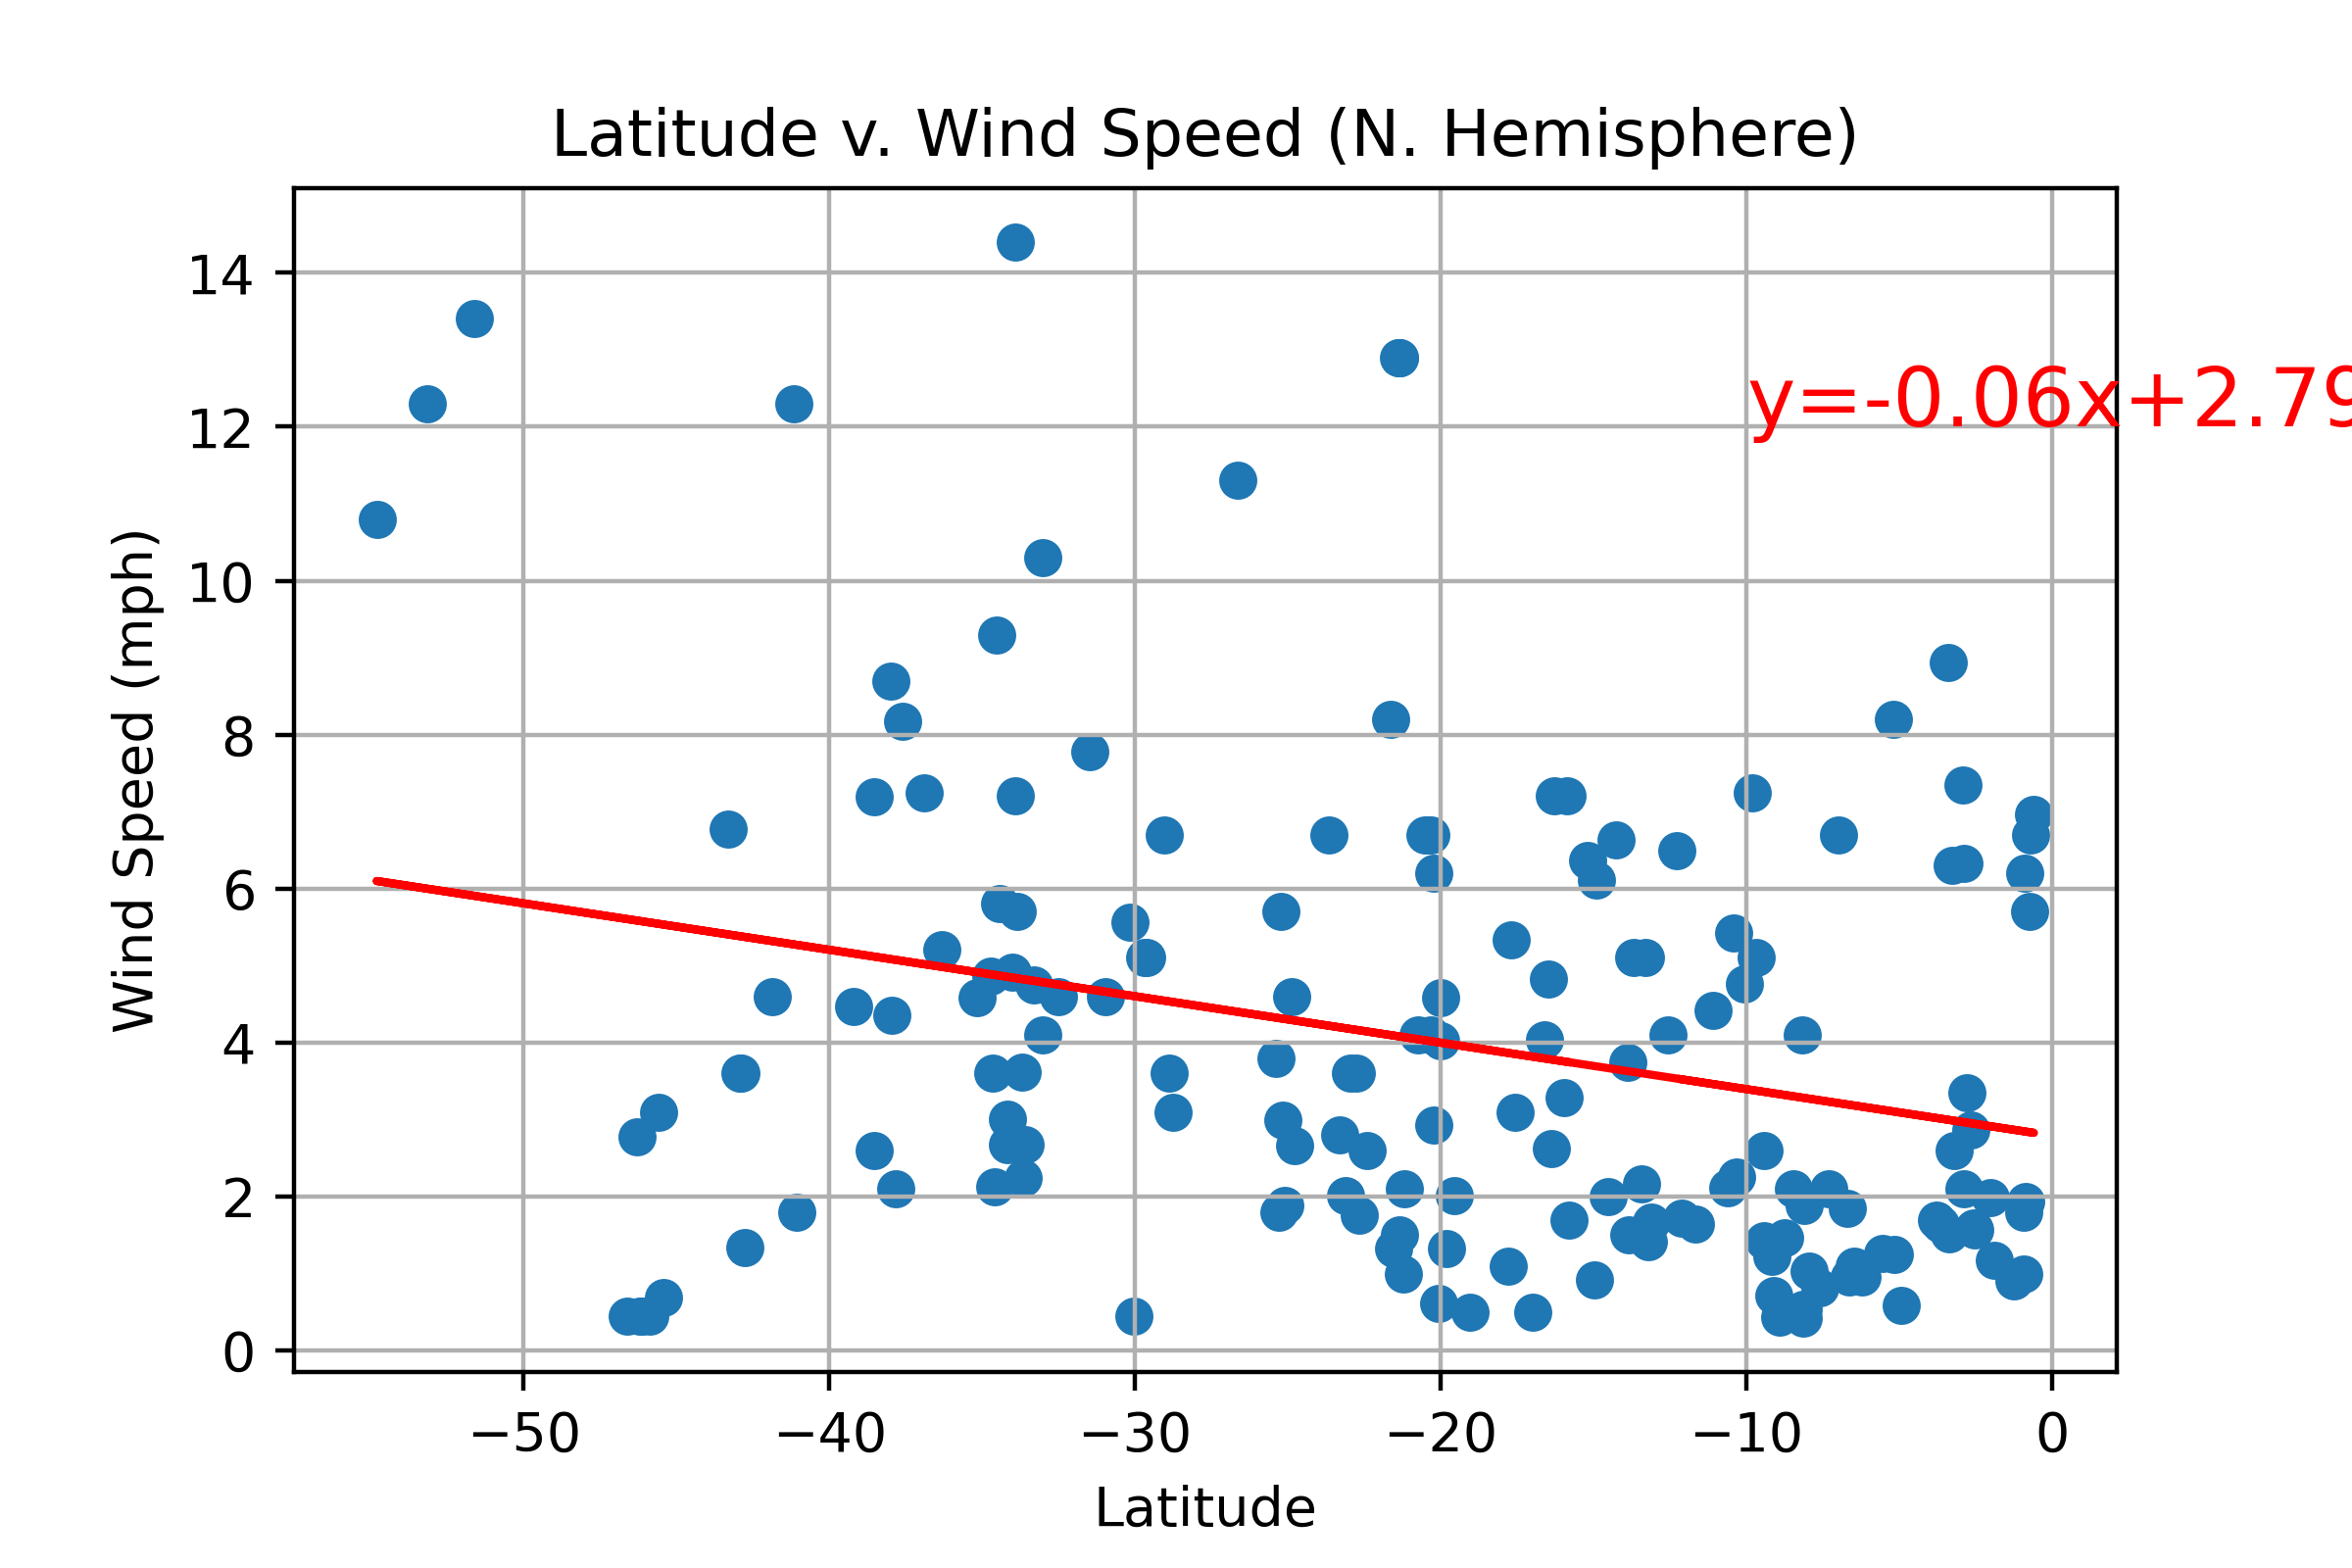 Latitude v. Wind Speed (N. Hemisphere)
14
12
10
8
6
4
2
0
Wind Speed (mph)
y=-0.06x+2.79
−50 −40 −30 −20 −10 0
Latitude